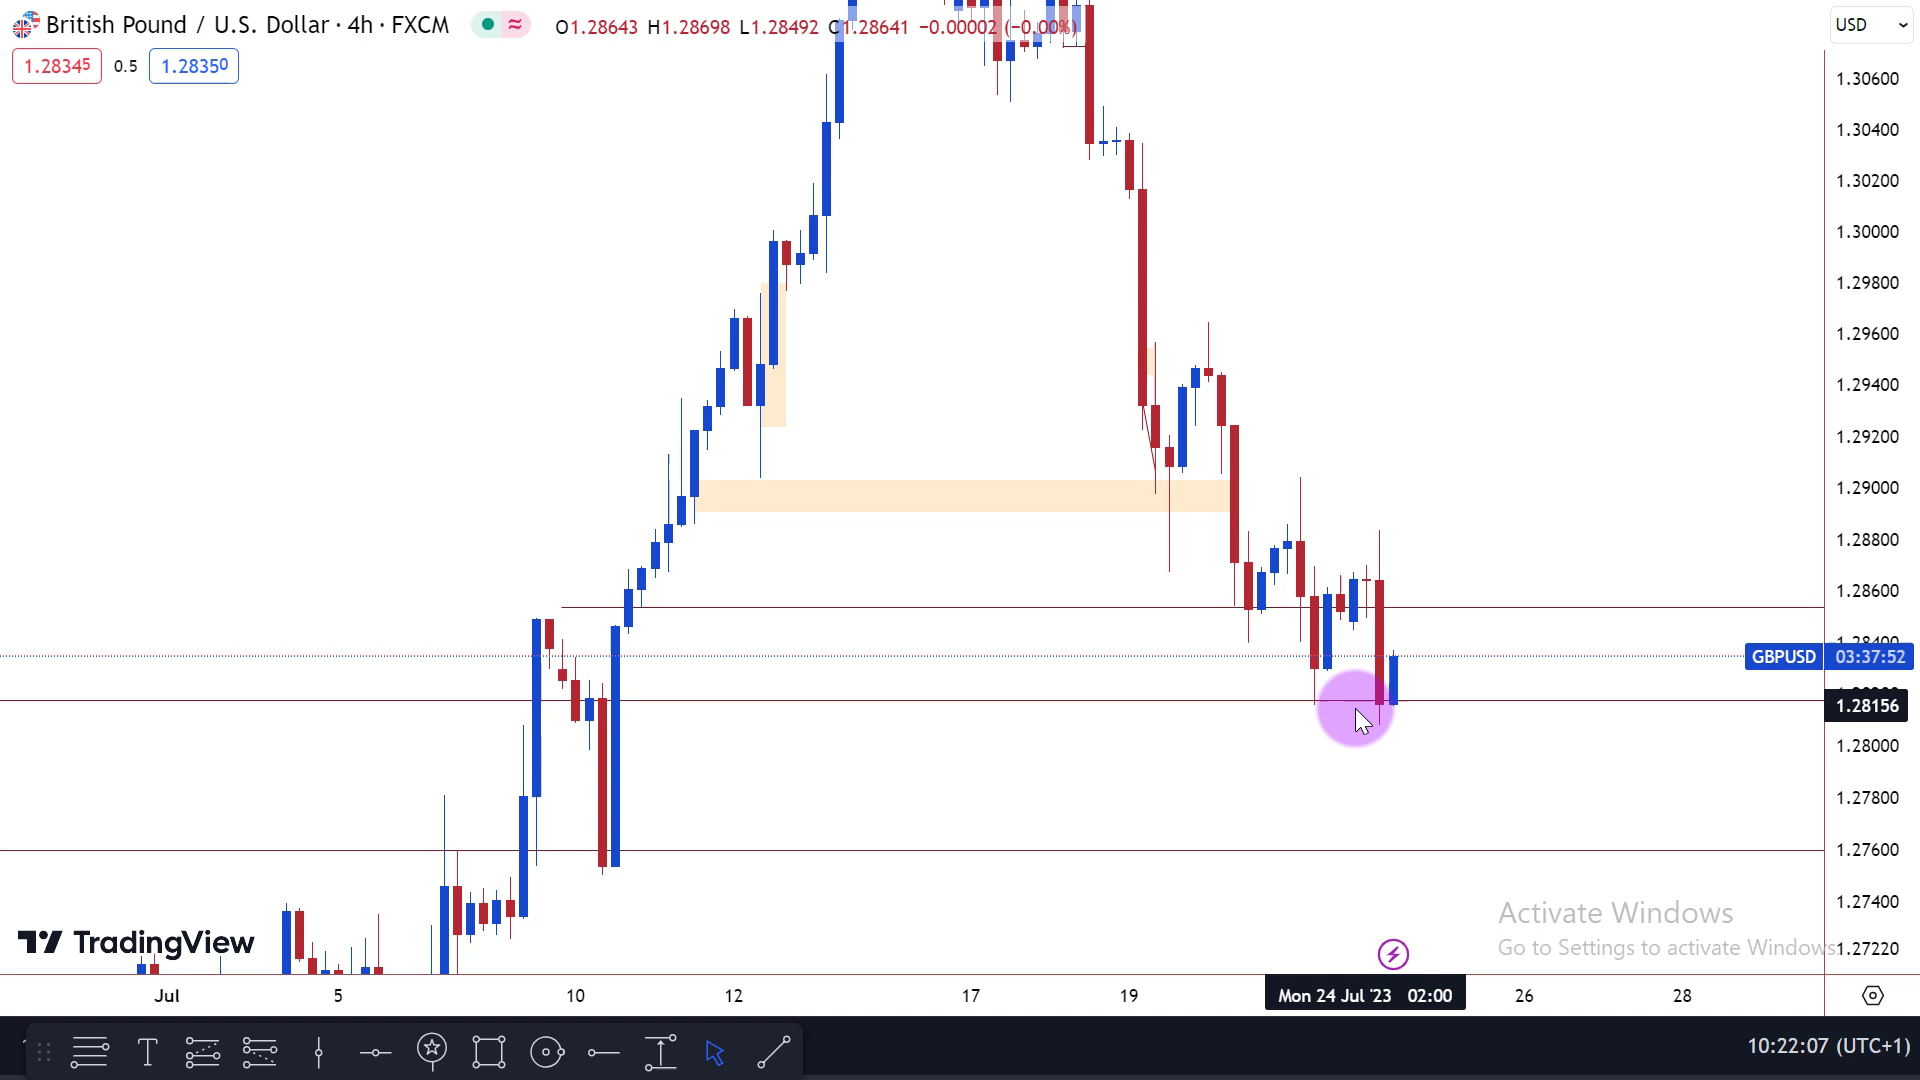 British Pound / U.S. Dollar · 4h · FXCM O1.28643 H1.28698 L1.28492 C1.28641 −0.00002 (−0.00%) USD
1.28345 0.5 1.28350
1.30600
1.30400
1.30200
1.30000
1.29800
1.29600
1.29400
1.29200
1.29000
1.28800
1.28600
1.28400
GBPUSD 03:37:52
1.28156
1.28000
1.27800
1.27600
1.27400
Activate Windows
TradingView
Go to Settings to activate Windows.
1.27220
Jul 5 10 12 17 19 Mon 24 Jul '23 02:00 26 28
10:22:07 (UTC+1)